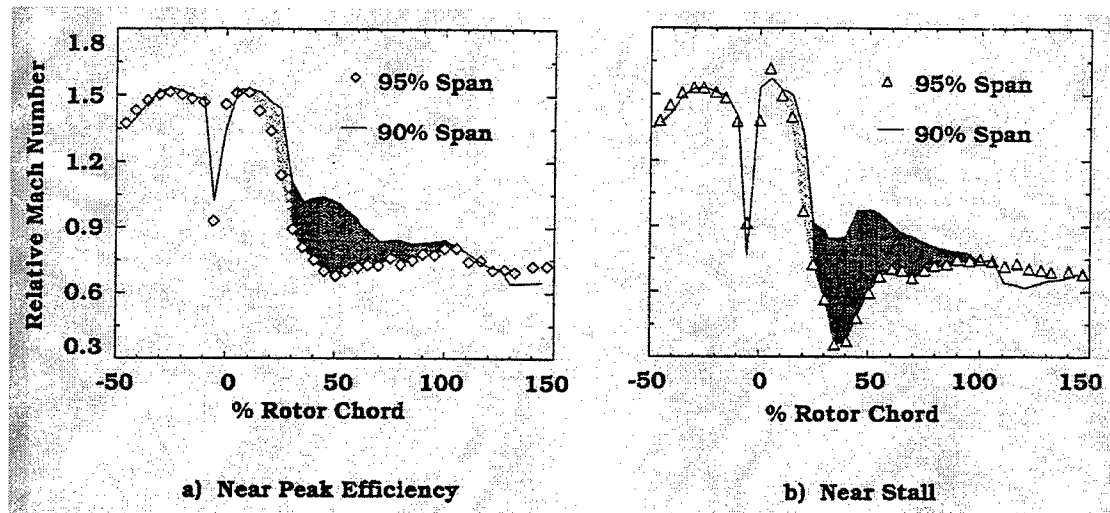 1.8
1.5
1.2
0.9
0.6
0.3
Relative Mach Number
95% Span
90% Span
-50 0 50 100 150
% Rotor Chord
a) Near Peak Efficiency
95% Span
90% Span
-50 0 50 100 150
% Rotor Chord
b) Near Stall